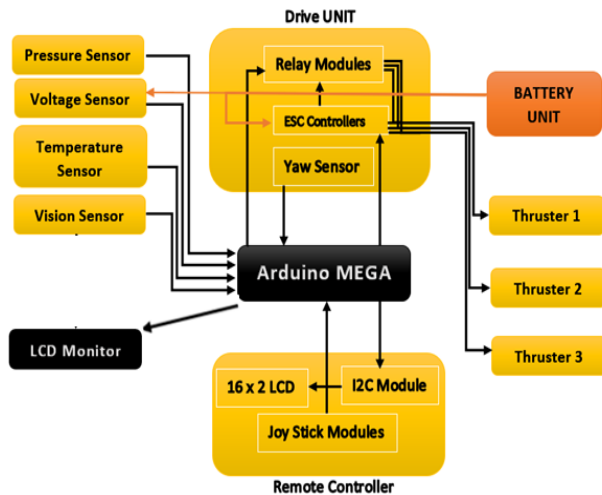 Drive UNIT
Pressure Sensor
Voltage Sensor
Temperature
Sensor
Vision Sensor
Relay Modules
ESC Controllers
Yaw Sensor
BATTERY
UNIT
Thruster 1
Thruster 2
Thruster 3
Arduino MEGA
LCD Monitor
16 x 2 LCD
I2C Module
Joy Stick Modules
Remote Controller